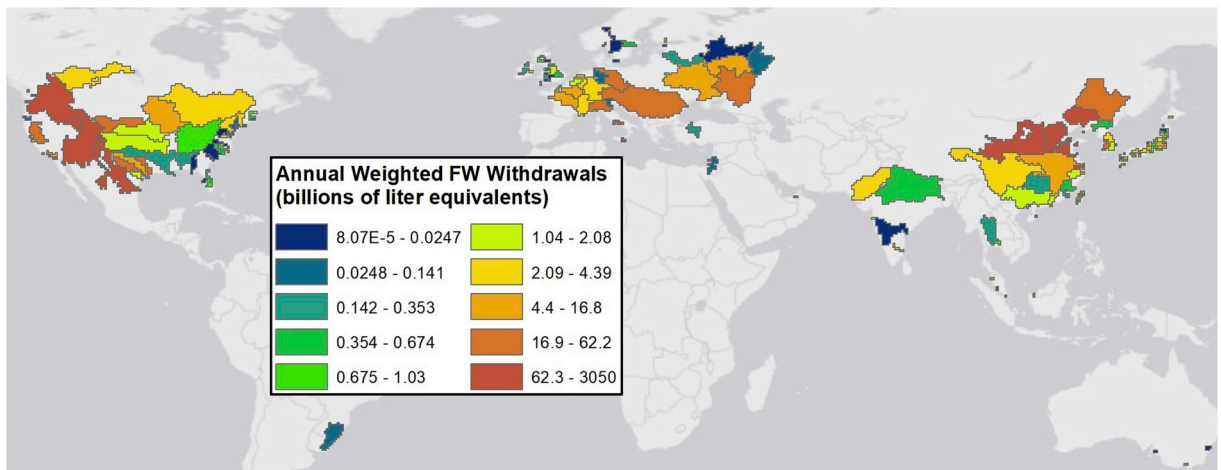 Annual Weighted FW Withdrawals
(billions of liter equivalents)
8.07E-5 - 0.0247
1.04 - 2.08
0.0248 - 0.141
2.09 - 4.39
0.142 - 0.353
4.4 - 16.8
0.354 - 0.674
16.9 - 62.2
0.675 - 1.03
62.3 - 3050